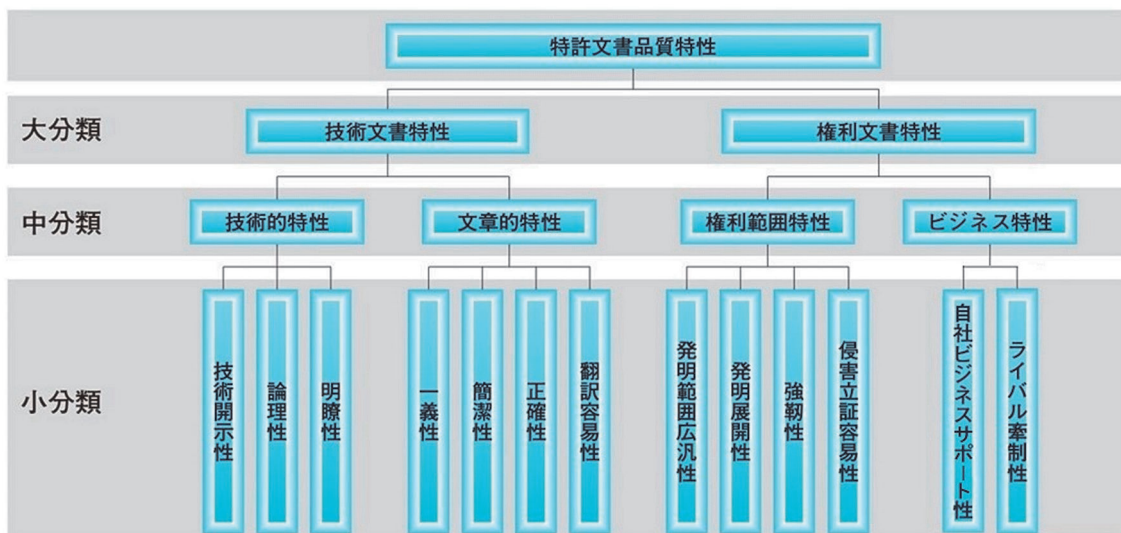 特許文書品質特性
大分類
技術文書特性
権利文書特性
中分類
技術的特性
文章的特性
権利範囲特性
ビジネス特性
小分類
技術開示性
論理性
明瞭性
一義性
簡潔性
正確性
翻訳容易性
発明範囲広汎性
発明展開性
強靭性
侵害立証容易性
自社ビジネスサポート性
ライバル牽制性